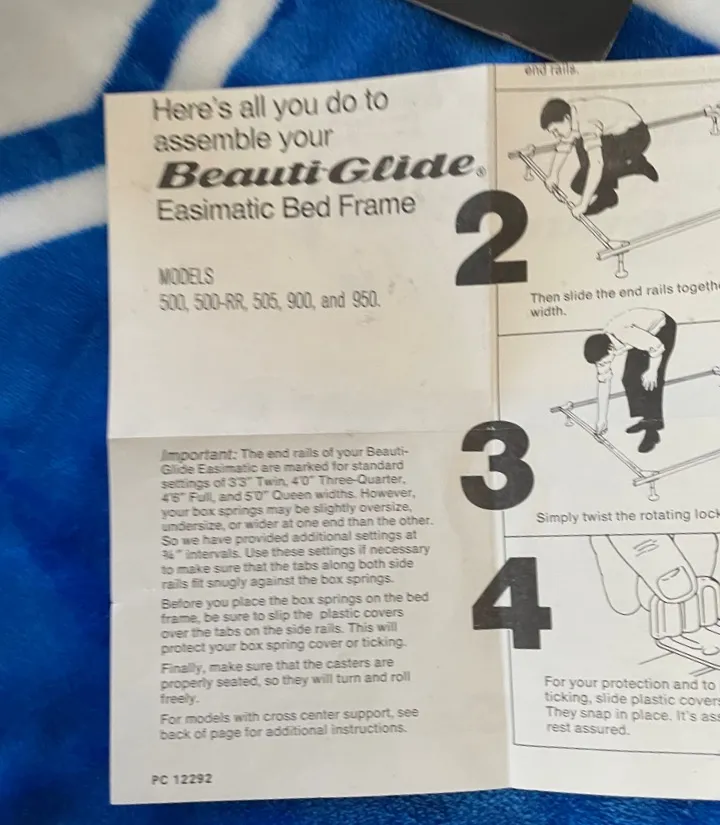 Here's all you do to
assemble your
Beauti-Glide®
Easimatic Bed Frame
MODELS
500, 500-RR, 505, 900, and 950.
Important: The end rails of your Beauti-
Glide Easimatic are marked for standard
settings of 3'3" Twin, 4'0" Three-Quarter,
4'6" Full, and 5'0" Queen widths. However,
your box springs may be slightly oversize,
undersize, or wider at one end than the other.
So we have provided additional settings at
¾" intervals. Use these settings if necessary
to make sure that the tabs along both side
rails fit snugly against the box springs.
Before you place the box springs on the bed
frame, be sure to slip the plastic covers
over the tabs on the side rails. This will
protect your box spring cover or ticking.
Finally, make sure that the casters are
properly seated, so they will turn and roll
freely.
For models with cross center support, see
back of page for additional instructions.
PC 12292
end rails.
2
Then slide the end rails togethe
width.
3
Simply twist the rotating lock
4
For your protection and to
ticking, slide plastic covers
They snap in place. It's ass
rest assured.